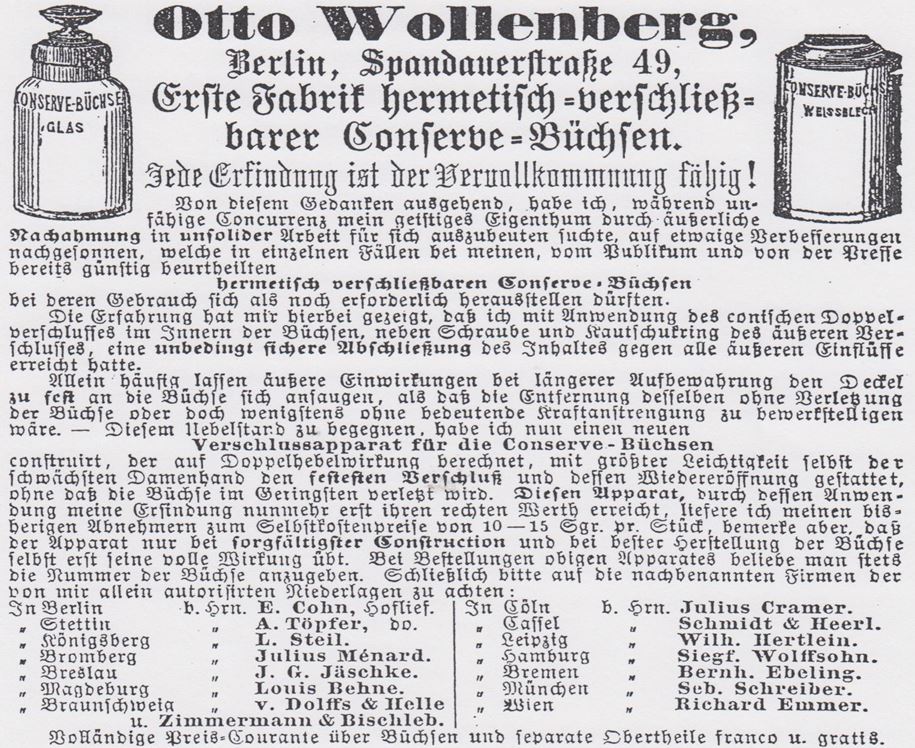 Otto Wollenberg,
Berlin, Spandauerstraße 49,
Erste Fabrik hermetisch=verschließ=
barer Conserve=Büchsen.
CONSERVE-BÜCHSE
GLAS
CONSERVE-BÜCHSE
WEISSBLECH
Jede Erfindung ist der Vervollkommnung fähig!
Von diesem Gedanken ausgehend, habe ich, während un-
fähige Concurrenz mein geistiges Eigenthum durch äußerliche
Nachahmung in unsolider Arbeit für sich auszubeuten suchte, auf etwaige Verbesserungen
nachgesonnen, welche in einzelnen Fällen bei meinen, vom Publikum und von der Presse
bereits günstig beurtheilten
hermetisch verschließbaren Conserve-Büchsen
bei deren Gebrauch sich als noch erforderlich herausstellen dürften.
Die Erfahrung hat mir hierbei gezeigt, daß ich mit Anwendung des conischen Doppel-
verschlusses im Innern der Büchsen, neben Schraube und Kautschukring des äußeren Ver-
schlusses, eine unbedingt sichere Abschließung des Inhaltes gegen alle äußeren Einflüsse
erreicht hatte.
Allein häufig lassen äußere Einwirkungen bei längerer Aufbewahrung den Deckel
zu fest an die Büchse sich ansaugen, als daß die Entfernung desselben ohne Verletzung
der Büchse oder doch wenigstens ohne bedeutende Kraftanstrengung zu bewerkstelligen
wäre. — Diesem Uebelstand zu begegnen, habe ich nun einen neuen
Verschlussapparat für die Conserve-Büchsen
construirt, der auf Doppelhebelwirkung berechnet, mit größter Leichtigkeit selbst der
schwächsten Damenhand den festesten Verschluß und dessen Wiedereröffnung gestattet,
ohne daß die Büchse im Geringsten verletzt wird. Diesen Apparat, durch dessen Anwen-
dung meine Erfindung nunmehr erst ihren rechten Werth erreicht, liefere ich meinen bis-
herigen Abnehmern zum Selbstkostenpreise von 10—15 Sgr. pr. Stück, bemerke aber, daß
der Apparat nur bei sorgfältigster Construction und bei bester Herstellung der Büchse
selbst erst seine volle Wirkung übt. Bei Bestellungen obigen Apparates beliebe man stets
die Nummer der Büchse anzugeben. Schließlich bitte auf die nachbenannten Firmen der
von mir allein autorisirten Niederlagen zu achten:
In Berlin b. Hrn. E. Cohn, Hoflief.
„ Stettin „ A. Töpfer, do.
„ Königsberg „ L. Steil.
„ Bromberg „ Julius Ménard.
„ Breslau „ J. G. Jäschke.
„ Magdeburg „ Louis Behne.
„ Braunschweig „ v. Dolffs & Helle
u. Zimmermann & Bischleb.
In Cöln b. Hrn. Julius Cramer.
„ Cassel „ Schmidt & Heerl.
„ Leipzig „ Wilh. Hertlein.
„ Hamburg „ Siegf. Wolffsohn.
„ Bremen „ Bernh. Ebeling.
„ München „ Seb. Schreiber.
„ Wien „ Richard Emmer.
Volländige Preis-Courante über Büchsen und separate Obertheile franco u. gratis.